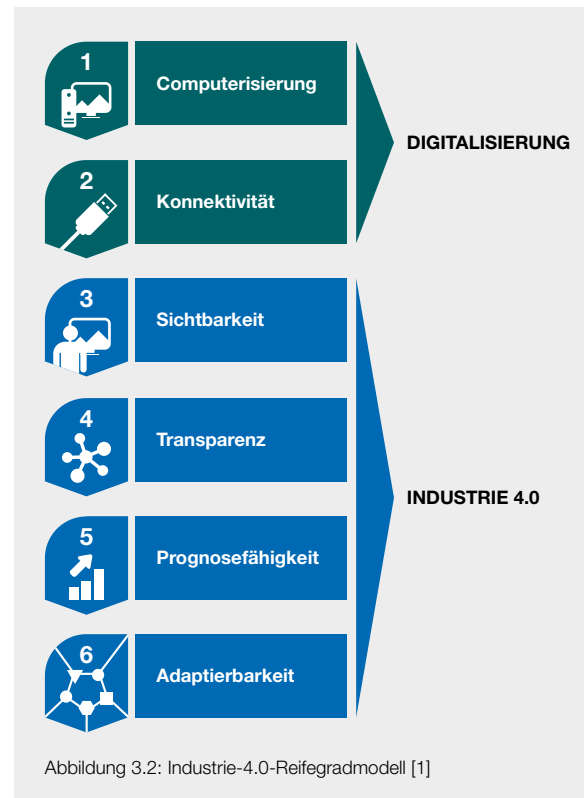 1
Computerisierung
DIGITALISIERUNG
2
Konnektivität
3
Sichtbarkeit
4
Transparenz
INDUSTRIE 4.0
5
Prognosefähigkeit
6
Adaptierbarkeit
Abbildung 3.2: Industrie-4.0-Reifegradmodell [1]